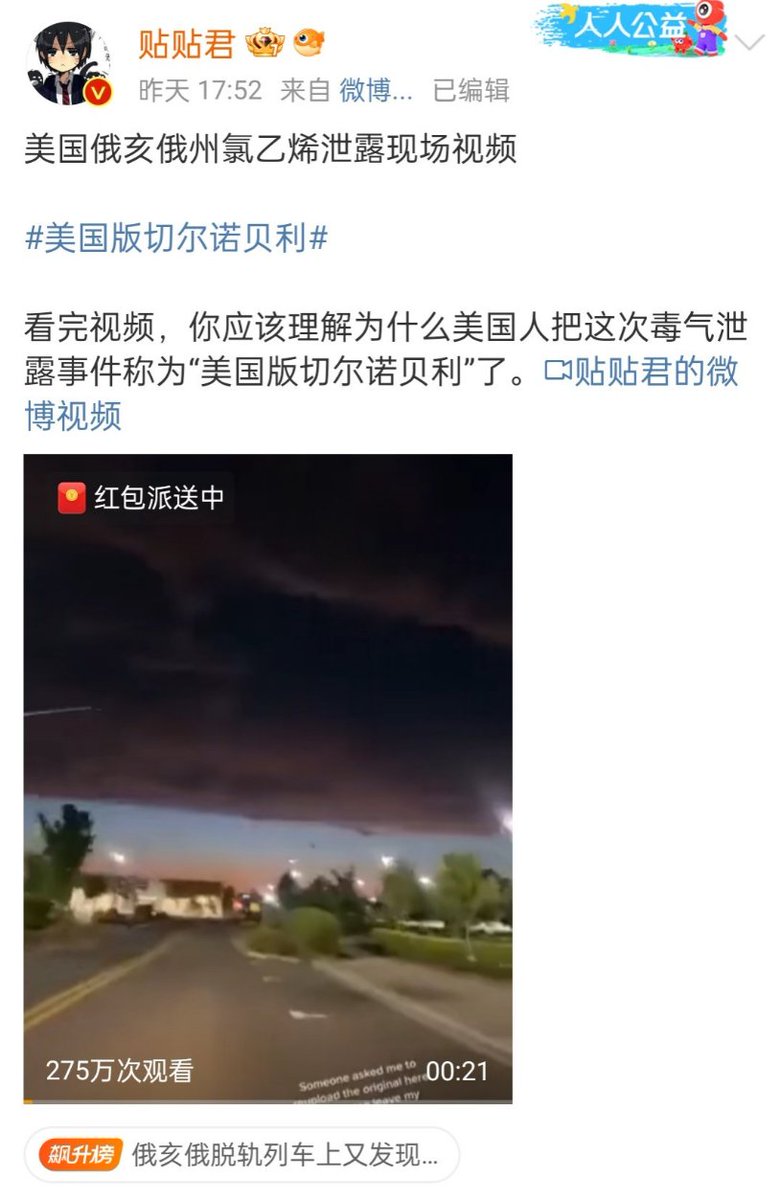 贴贴君
人人公益
昨天 17:52 来自 微博... 已编辑
美国俄亥俄州氯乙烯泄露现场视频
#美国版切尔诺贝利#
看完视频，你应该理解为什么美国人把这次毒气泄
露事件称为“美国版切尔诺贝利”了。贴贴君的微
博视频
红包派送中
275万次观看
Someone asked me to
upload the original here
leave my
00:21
飙升榜 俄亥俄脱轨列车上又发现...